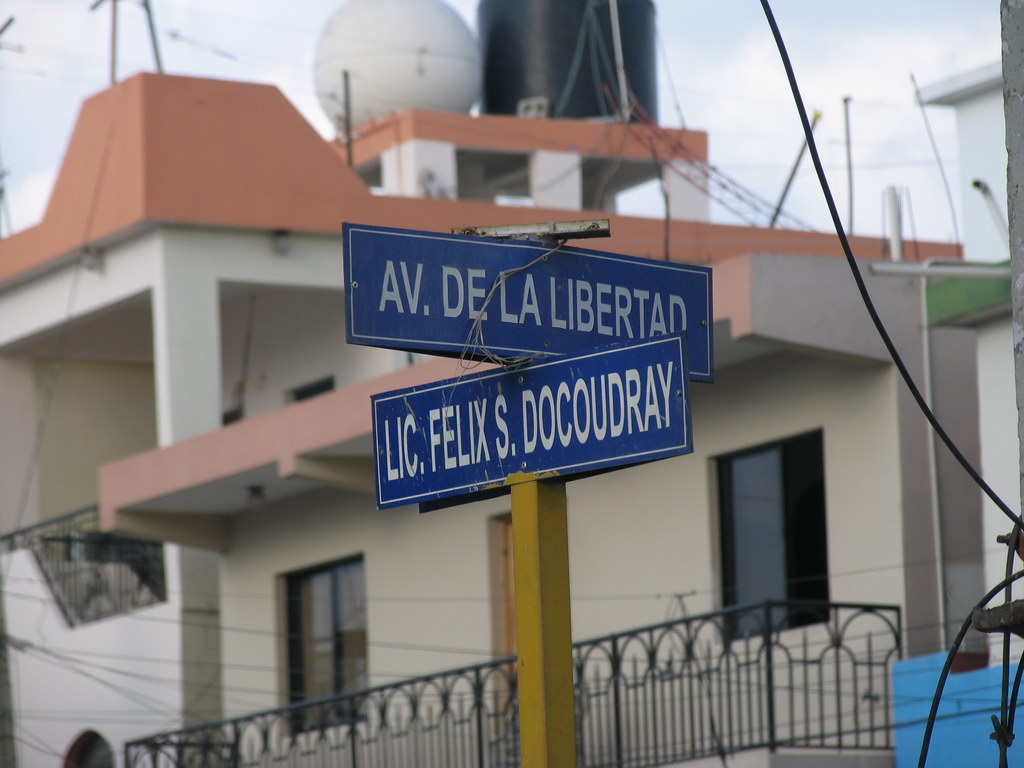 AV. DE LA LIBERTAD
LIC. FELIX S. DOCOUDRAY